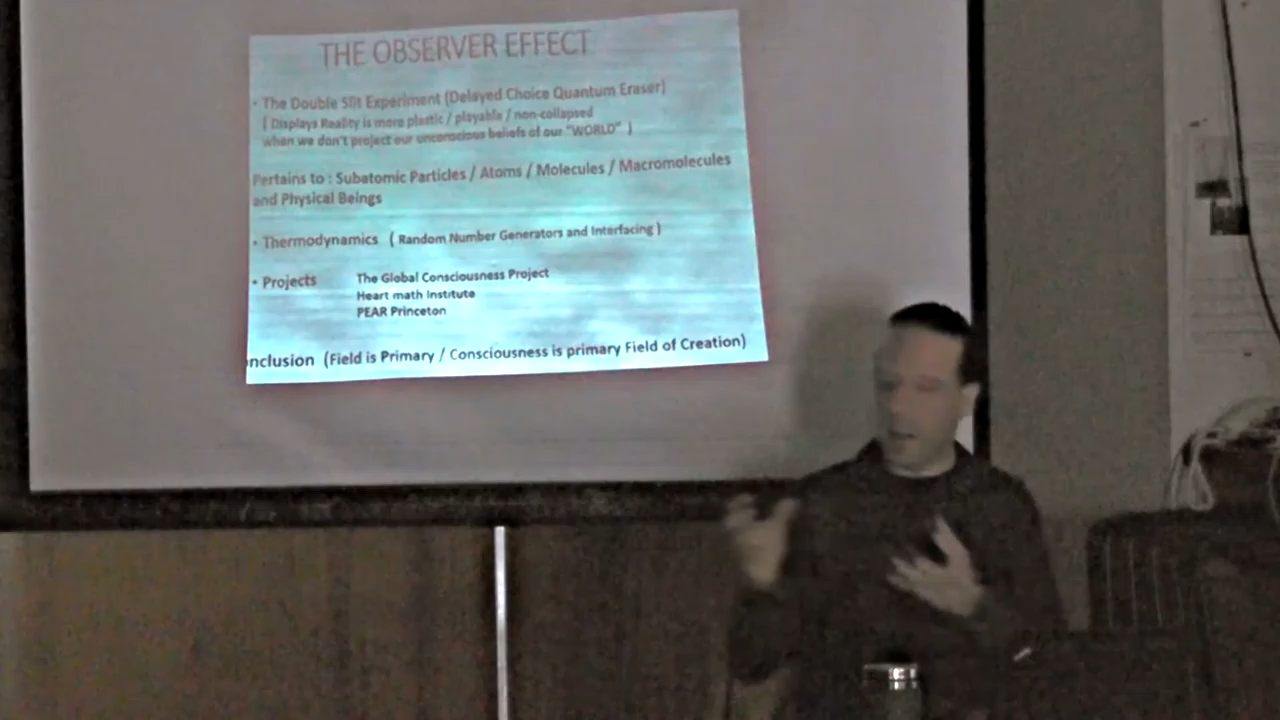 THE OBSERVER EFFECT
• The Double Slit Experiment (Delayed Choice Quantum Eraser)
( Displays Reality is more plastic / playable / non-collapsed
when we don't project our unconscious beliefs of our "WORLD" )
Pertains to : Subatomic Particles / Atoms / Molecules / Macromolecules
and Physical Beings
• Thermodynamics ( Random Number Generators and Interfacing )
• Projects The Global Consciousness Project
Heart math Institute
PEAR Princeton
nclusion (Field is Primary / Consciousness is primary Field of Creation)